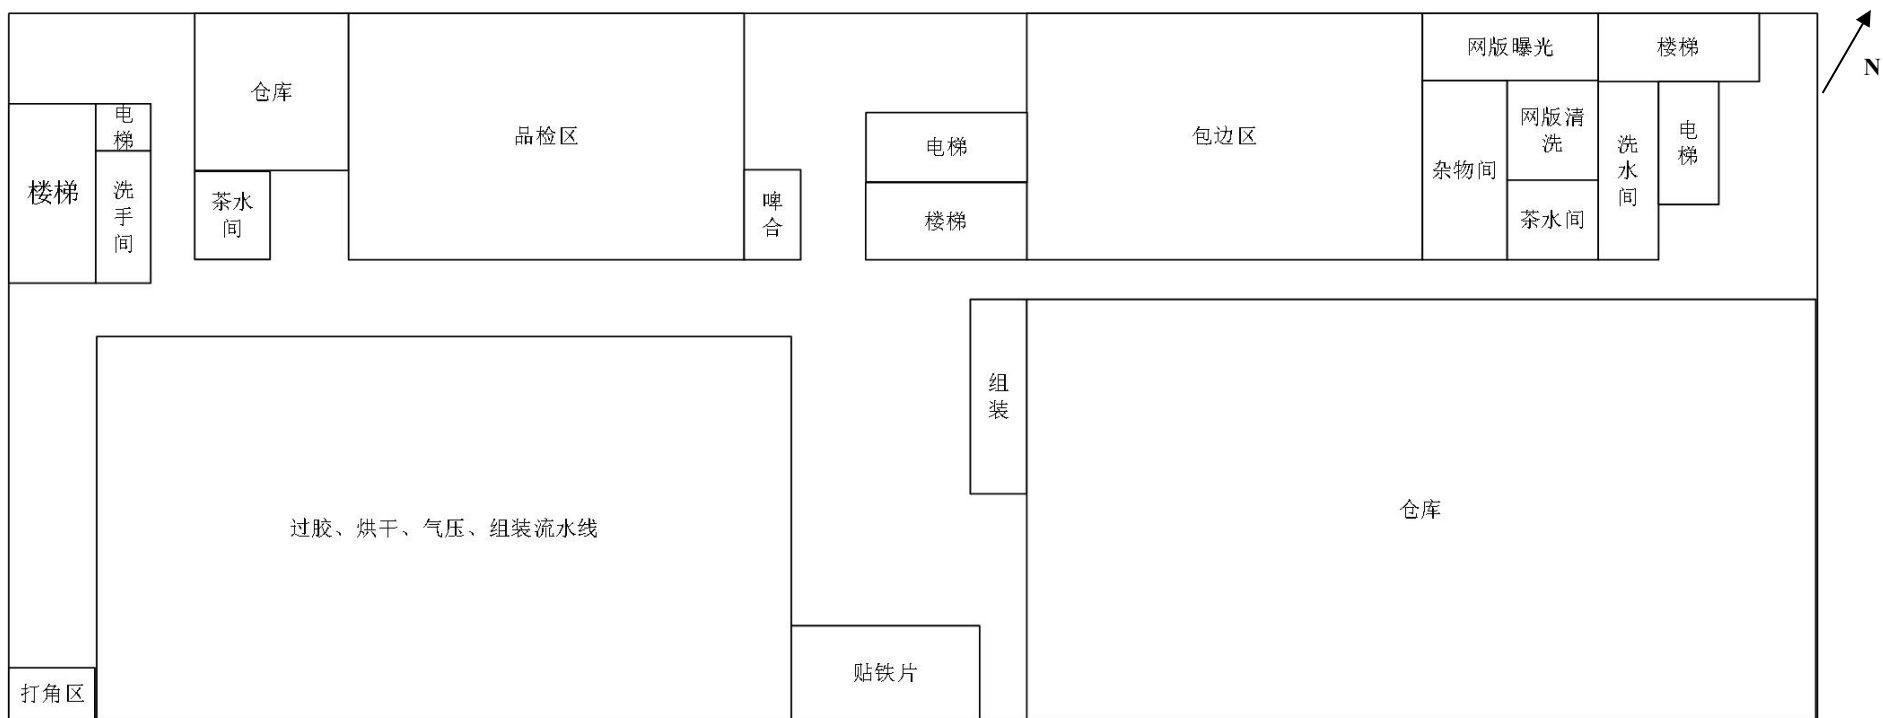 网版曝光
楼梯
N
仓库
电
梯
网版清
洗
电
梯
品检区
包边区
电梯
洗
水
间
杂物间
楼梯
洗
手
间
茶水
间
啤
合
楼梯
茶水间
组
装
仓库
过胶、烘干、气压、组装流水线
贴铁片
打角区